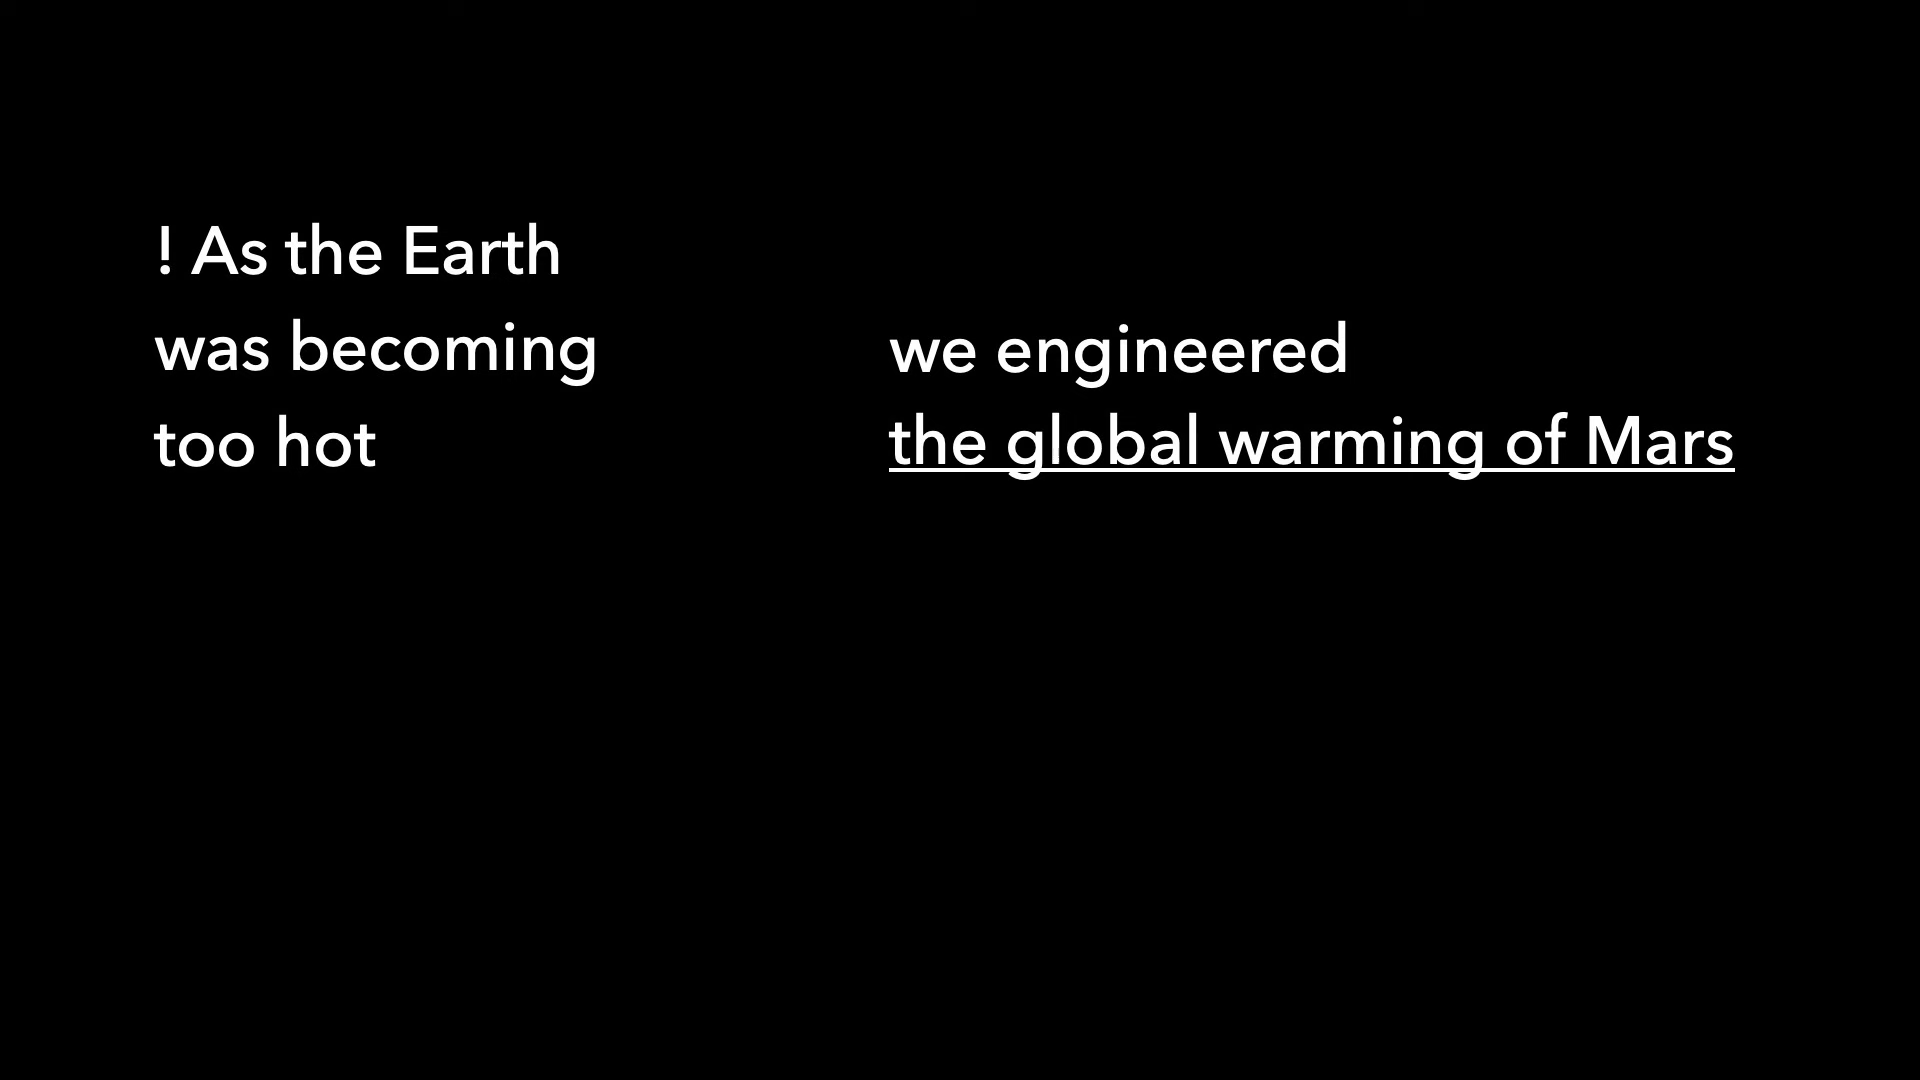 ! As the Earth
was becoming
too hot
we engineered
the global warming of Mars